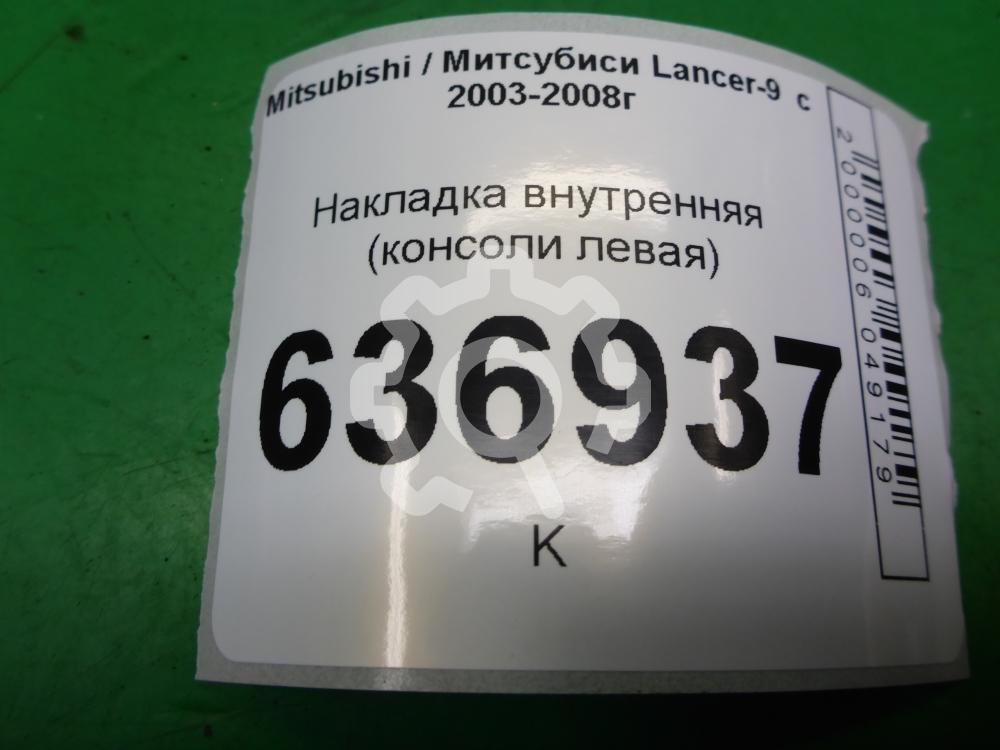 Mitsubishi / Митсубиси Lancer-9 с
2003-2008г
Накладка внутренняя
(консоли левая)
636937
К
2000006049179